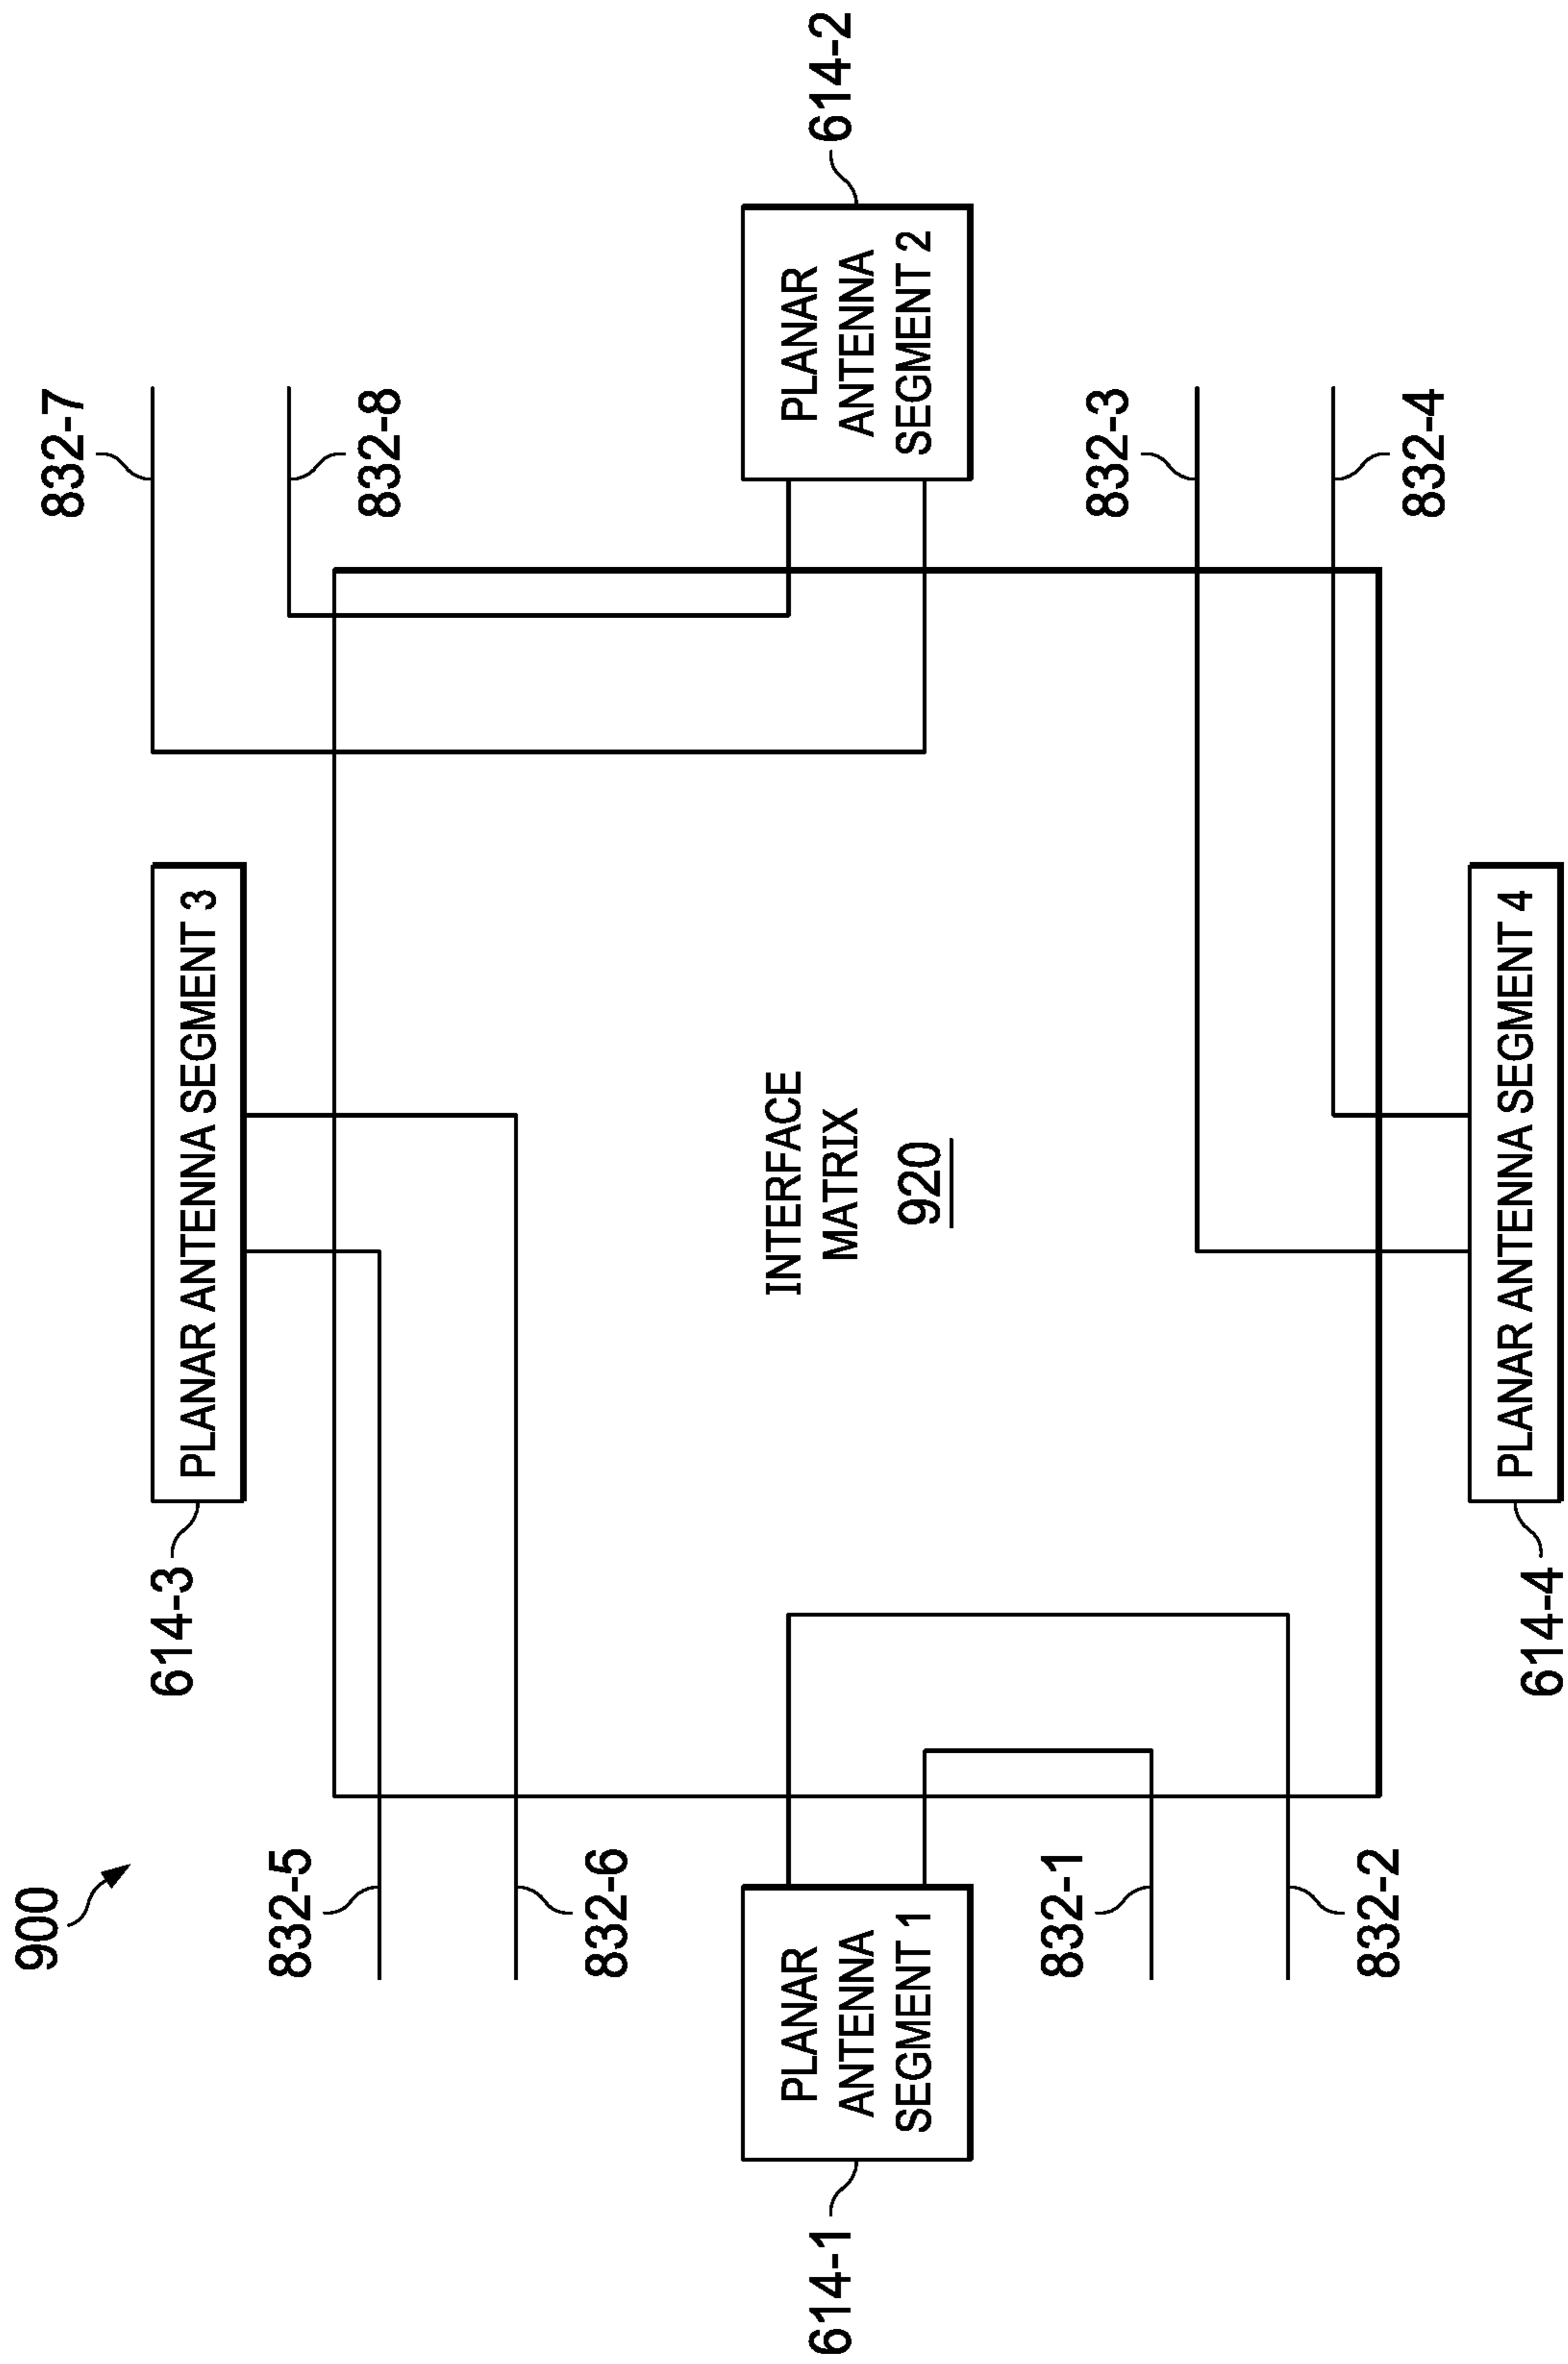 900
614-3
PLANAR ANTENNA SEGMENT 3
832-7
832-8
832-5
832-6
614-1
PLANAR
ANTENNA
SEGMENT 1
INTERFACE
MATRIX
920
PLANAR
ANTENNA
SEGMENT 2
614-2
832-1
832-2
832-3
832-4
614-4
PLANAR ANTENNA SEGMENT 4